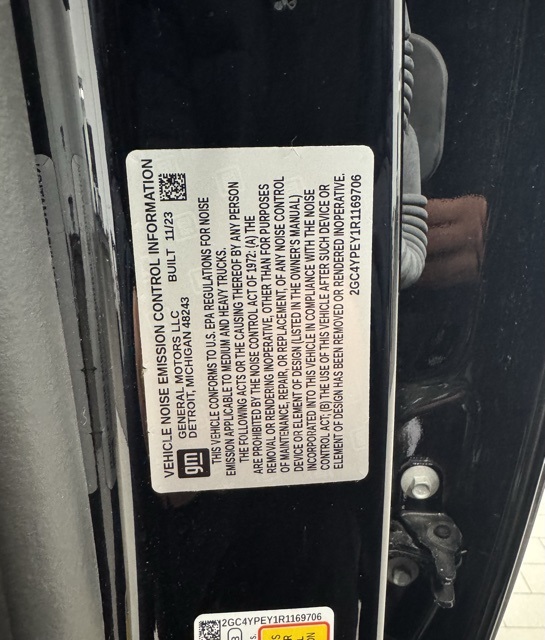 VEHICLE NOISE EMISSION CONTROL INFORMATION
gm
GENERAL MOTORS LLC
DETROIT, MICHIGAN 48243
BUILT 11/23
THIS VEHICLE CONFORMS TO U.S. EPA REGULATIONS FOR NOISE
EMISSION APPLICABLE TO MEDIUM AND HEAVY TRUCKS.
THE FOLLOWING ACTS OR THE CAUSING THEREOF BY ANY PERSON
ARE PROHIBITED BY THE NOISE CONTROL ACT OF 1972: (A) THE
REMOVAL OR RENDERING INOPERATIVE, OTHER THAN FOR PURPOSES
OF MAINTENANCE, REPAIR, OR REPLACEMENT, OF ANY NOISE CONTROL
DEVICE OR ELEMENT OF DESIGN (LISTED IN THE OWNER'S MANUAL)
INCORPORATED INTO THIS VEHICLE IN COMPLIANCE WITH THE NOISE
CONTROL ACT; (B) THE USE OF THIS VEHICLE AFTER SUCH DEVICE OR
ELEMENT OF DESIGN HAS BEEN REMOVED OR RENDERED INOPERATIVE.
2GC4YPEY1R1169706
2GC4YPEY1R1169706